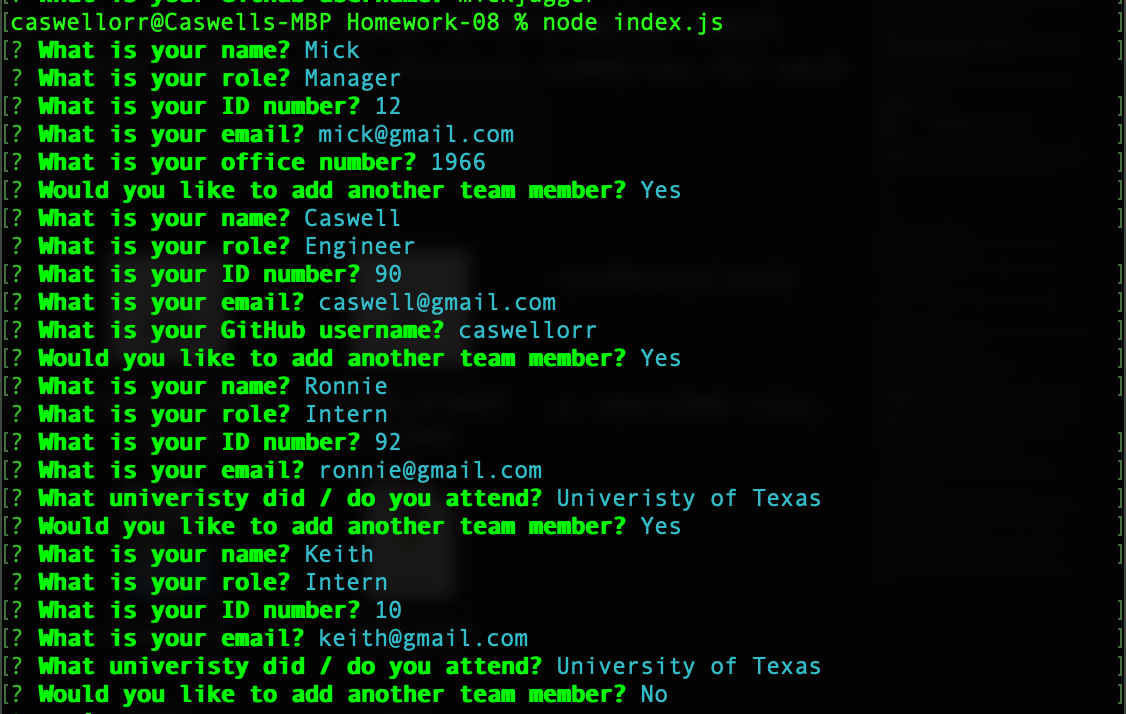 [caswellorr@Caswells-MBP Homework-08 % node index.js ]
[? What is your name? Mick ]
? What is your role? Manager
[? What is your ID number? 12 ]
[? What is your email? mick@gmail.com ]
[? What is your office number? 1966 ]
[? Would you like to add another team member? Yes ]
[? What is your name? Caswell ]
? What is your role? Engineer
[? What is your ID number? 90 ]
[? What is your email? caswell@gmail.com ]
[? What is your GitHub username? caswellorr ]
[? Would you like to add another team member? Yes ]
[? What is your name? Ronnie ]
? What is your role? Intern
[? What is your ID number? 92 ]
[? What is your email? ronnie@gmail.com ]
[? What univeristy did / do you attend? Univeristy of Texas ]
[? Would you like to add another team member? Yes ]
[? What is your name? Keith ]
? What is your role? Intern
[? What is your ID number? 10 ]
[? What is your email? keith@gmail.com ]
[? What univeristy did / do you attend? University of Texas ]
[? Would you like to add another team member? No ]